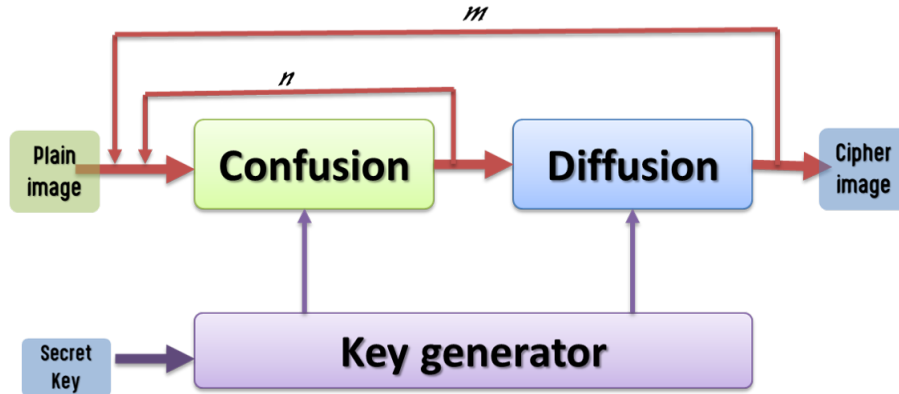 m
n
Plain
image
Confusion
Diffusion
Cipher
image
Secret
Key
Key generator